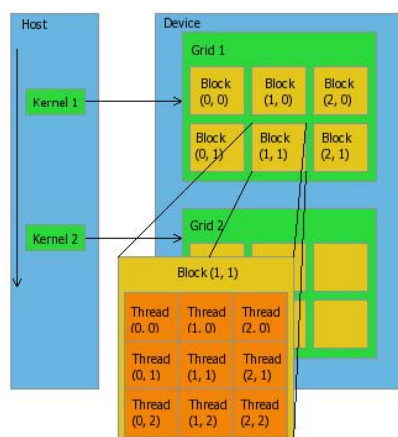 Host
Device
Grid 1
Kernel 1
Block Block Block
(0, 0) (1, 0) (2, 0)
Block Block Block
(0, 1) (1, 1) (2, 1)
Kernel 2
Grid 2
Block (1, 1)
Thread Thread Thread
(0, 0) (1, 0) (2, 0)
Thread Thread Thread
(0, 1) (1, 1) (2, 1)
Thread Thread Thread
(0, 2) (1, 2) (2, 2)